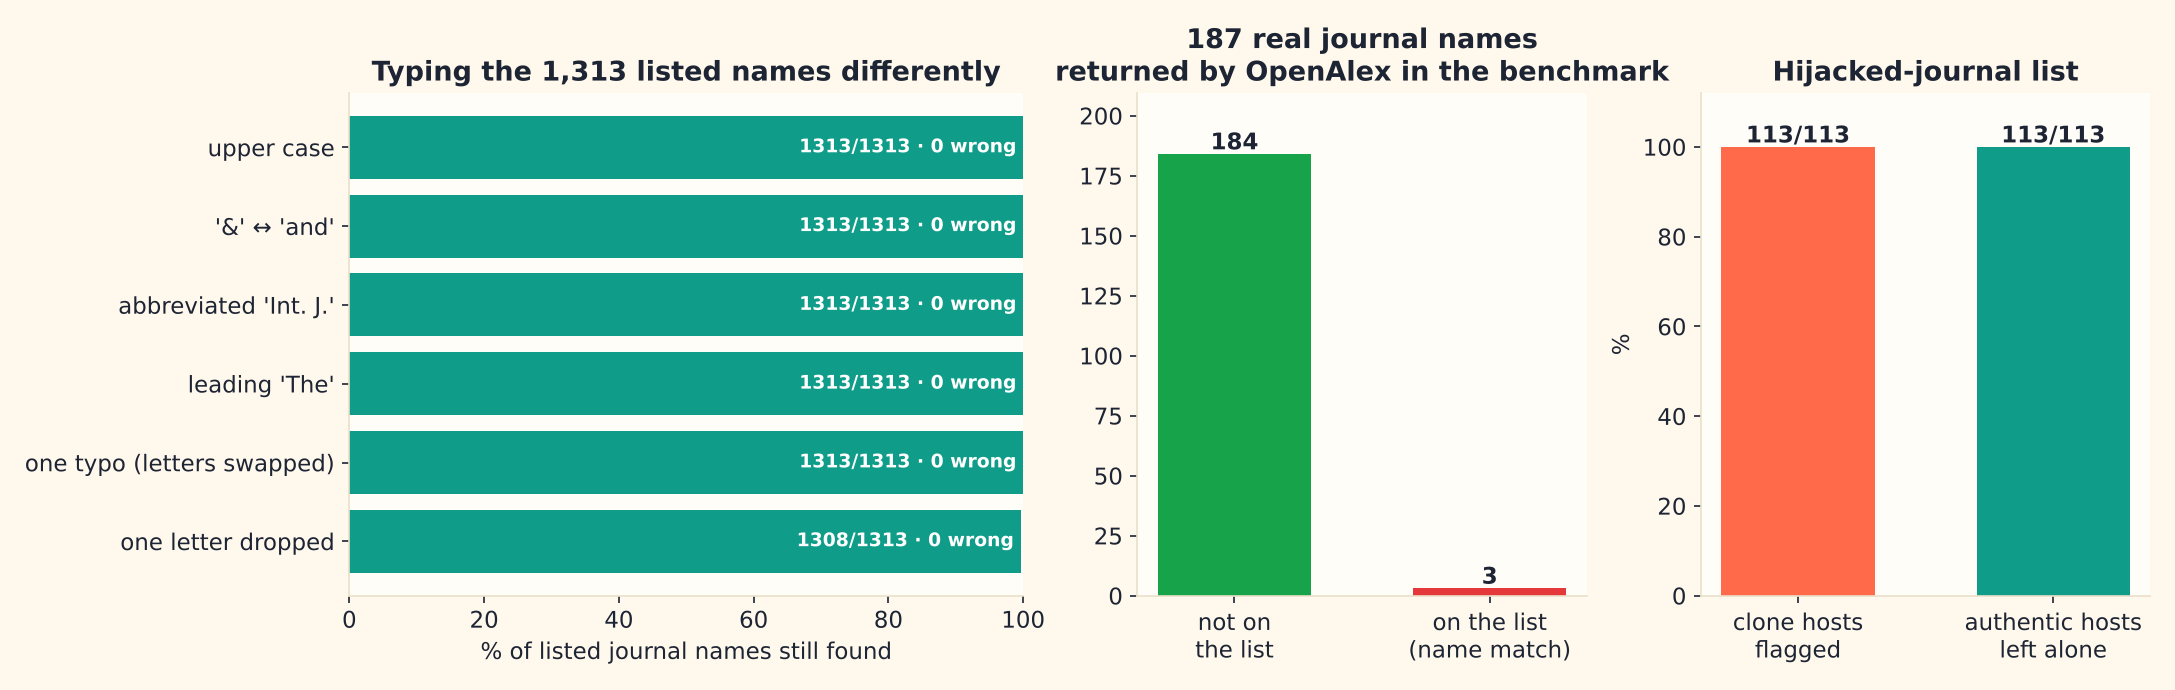 Typing the 1,313 listed names differently
upper case
1313/1313 · 0 wrong
'&' ↔ 'and'
1313/1313 · 0 wrong
abbreviated 'Int. J.'
1313/1313 · 0 wrong
leading 'The'
1313/1313 · 0 wrong
one typo (letters swapped)
1313/1313 · 0 wrong
one letter dropped
1308/1313 · 0 wrong
0 20 40 60 80 100
% of listed journal names still found
187 real journal names
returned by OpenAlex in the benchmark
200
175
150
125
100
75
50
25
0
184
3
not on
the list
on the list
(name match)
Hijacked-journal list
%
100
80
60
40
20
0
113/113
113/113
clone hosts
flagged
authentic hosts
left alone